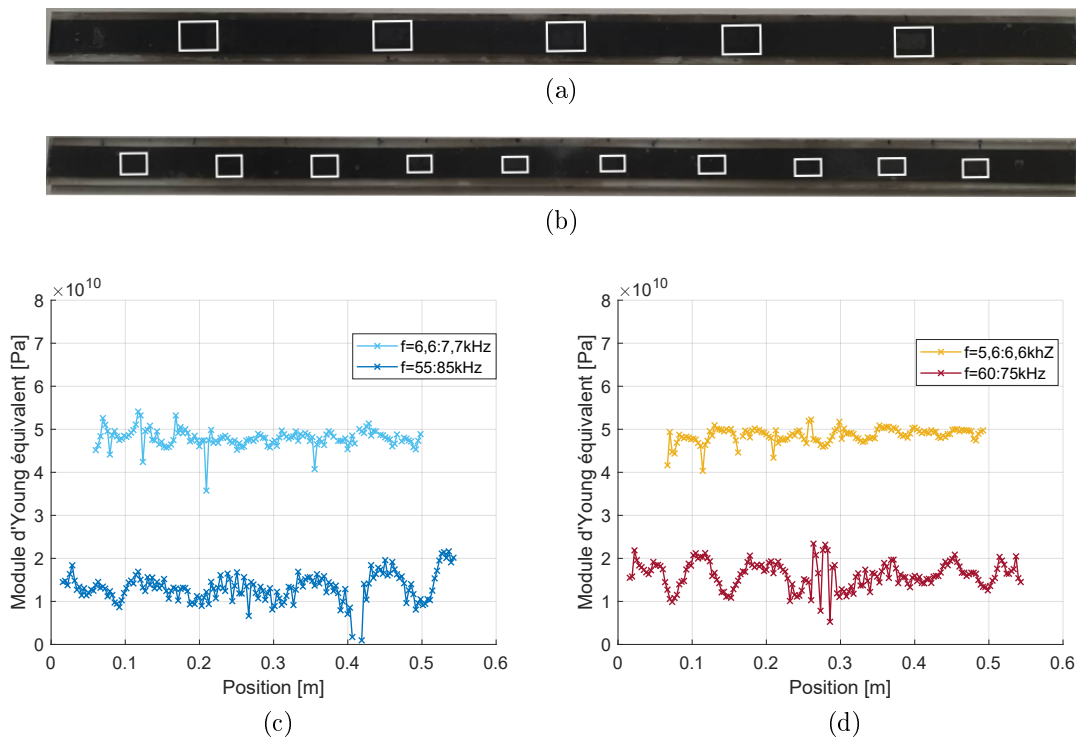 (a)
(b)
×10^10
Module d'Young équivalent [Pa]
8
7
6
5
4
3
2
1
0
f=6,6:7,7kHz
f=55:85kHz
0 0.1 0.2 0.3 0.4 0.5 0.6
Position [m]
(c)
×10^10
Module d'Young équivalent [Pa]
8
7
6
5
4
3
2
1
0
f=5,6:6,6khZ
f=60:75kHz
0 0.1 0.2 0.3 0.4 0.5 0.6
Position [m]
(d)